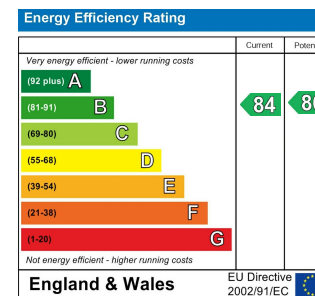 Energy Efficiency Rating
Current
Very energy efficient - lower running costs
(92 plus) A
(81-91) B
84
(69-80) C
(55-68) D
(39-54) E
(21-38) F
(1-20) G
Not energy efficient - higher running costs
England & Wales
EU Directive
2002/91/EC